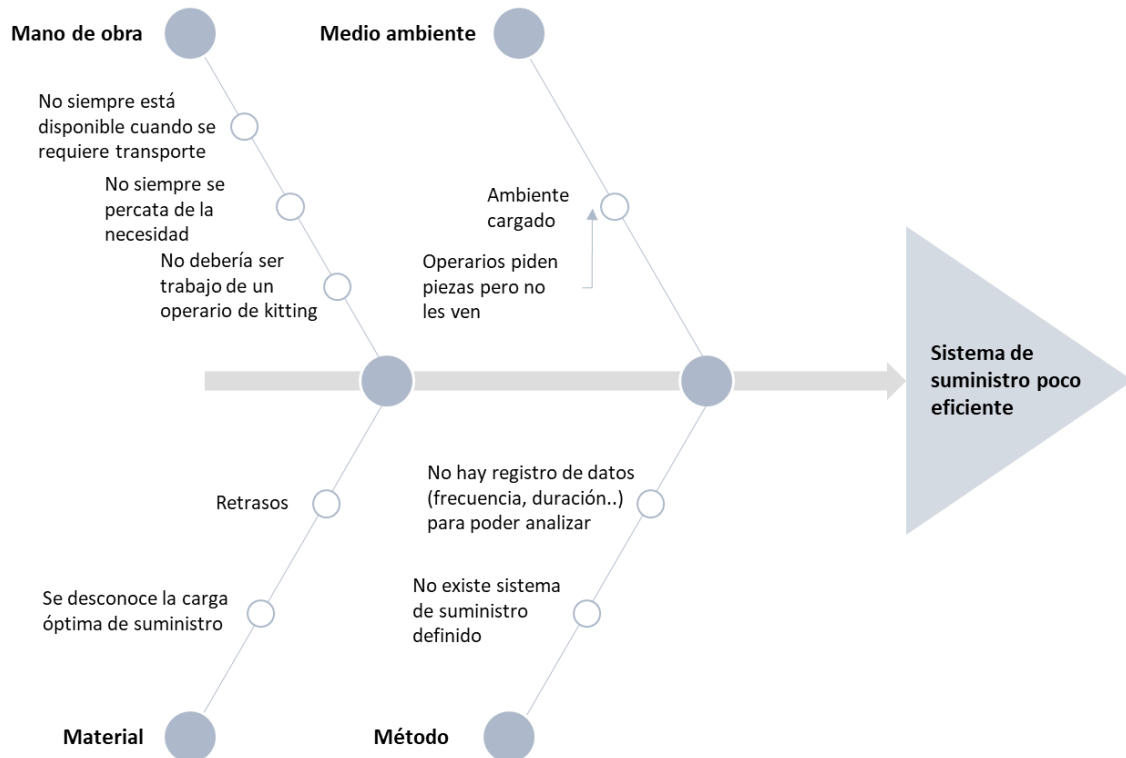 Mano de obra
Medio ambiente
No siempre está
disponible cuando se
requiere transporte
No siempre se
percata de la
necesidad
No debería ser
trabajo de un
operario de kitting
Ambiente
cargado
Operarios piden
piezas pero no
les ven
Sistema de
suministro poco
eficiente
Retrasos
Se desconoce la carga
óptima de suministro
No hay registro de datos
(frecuencia, duración..)
para poder analizar
No existe sistema
de suministro
definido
Material
Método